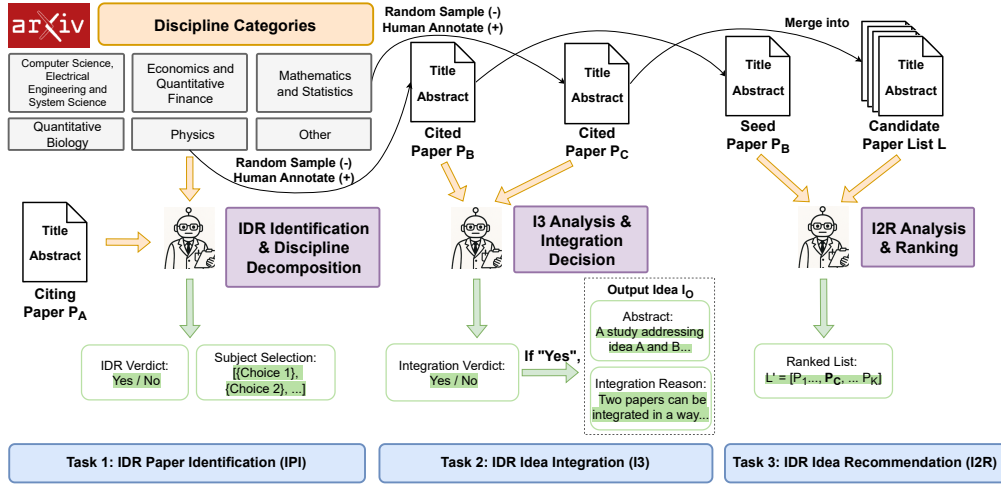 arXiv
Discipline Categories
Random Sample (-)
Human Annotate (+)
Merge into
Computer Science,
Electrical
Engineering and
System Science
Economics and
Quantitative
Finance
Mathematics
and Statistics
Quantitative
Biology
Physics
Other
Title
Abstract
Cited
Paper P_B
Title
Abstract
Cited
Paper P_C
Title
Abstract
Seed
Paper P_B
Title
Abstract
Candidate
Paper List L
Random Sample (-)
Human Annotate (+)
Title
Abstract
Citing
Paper P_A
IDR Identification
& Discipline
Decomposition
I3 Analysis &
Integration
Decision
I2R Analysis
& Ranking
IDR Verdict:
Yes / No
Subject Selection:
[{Choice 1},
{Choice 2}, ...]
Integration Verdict:
Yes / No
If "Yes",
Output Idea I_O
Abstract:
A study addressing
idea A and B...
Integration Reason:
Two papers can be
integrated in a way...
Ranked List:
L' = [P_1..., P_C, ... P_K]
Task 1: IDR Paper Identification (IPI)
Task 2: IDR Idea Integration (I3)
Task 3: IDR Idea Recommendation (I2R)